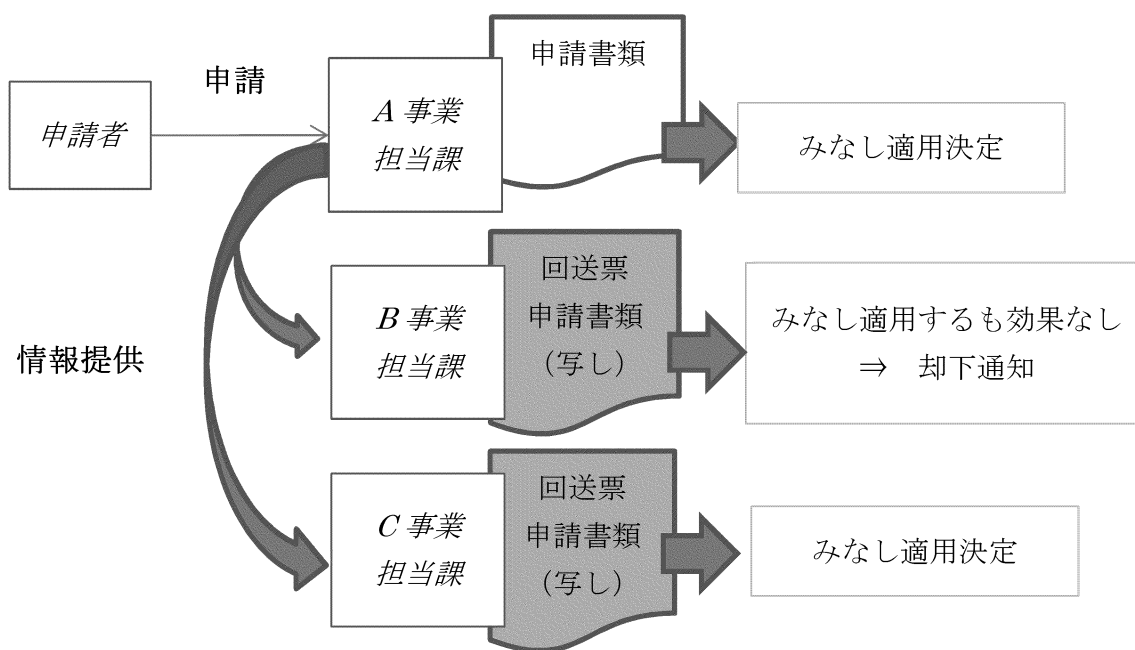 申請
申請者
A 事業
担当課
申請書類
みなし適用決定
情報提供
B 事業
担当課
回送票
申請書類
（写し）
みなし適用するも効果なし
⇒ 却下通知
C 事業
担当課
回送票
申請書類
（写し）
みなし適用決定